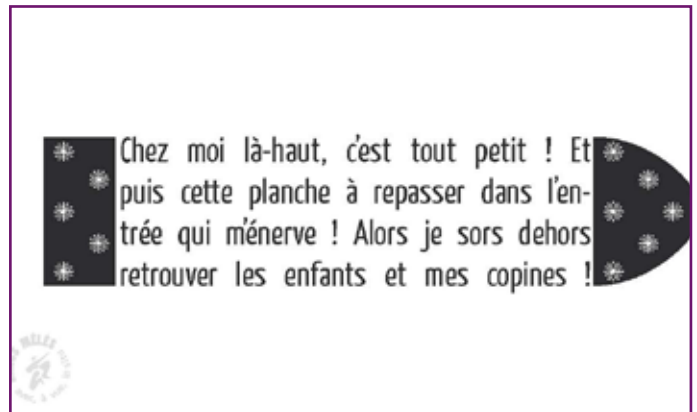 Chez moi là-haut, c'est tout petit ! Et
puis cette planche à repasser dans l'en-
trée qui m'énerve ! Alors je sors dehors
retrouver les enfants et mes copines !
MÊLÉE